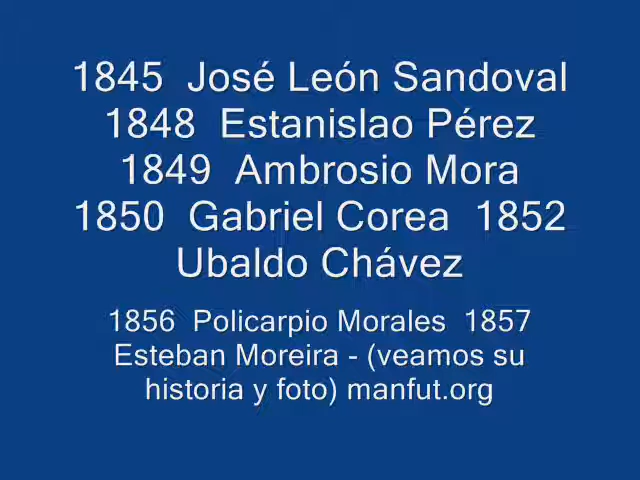 1845  José León Sandoval
1848  Estanislao Pérez
1849  Ambrosio Mora
1850  Gabriel Corea  1852
Ubaldo Chávez
1856  Policarpio Morales  1857
Esteban Moreira - (veamos su
historia y foto) manfut.org